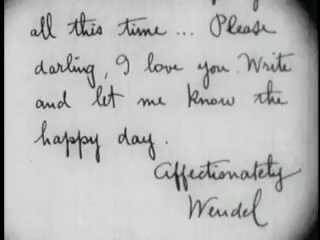 all this time ... Please
darling, I love you. Write
and let me know the
happy day.
Affectionately
Wendel